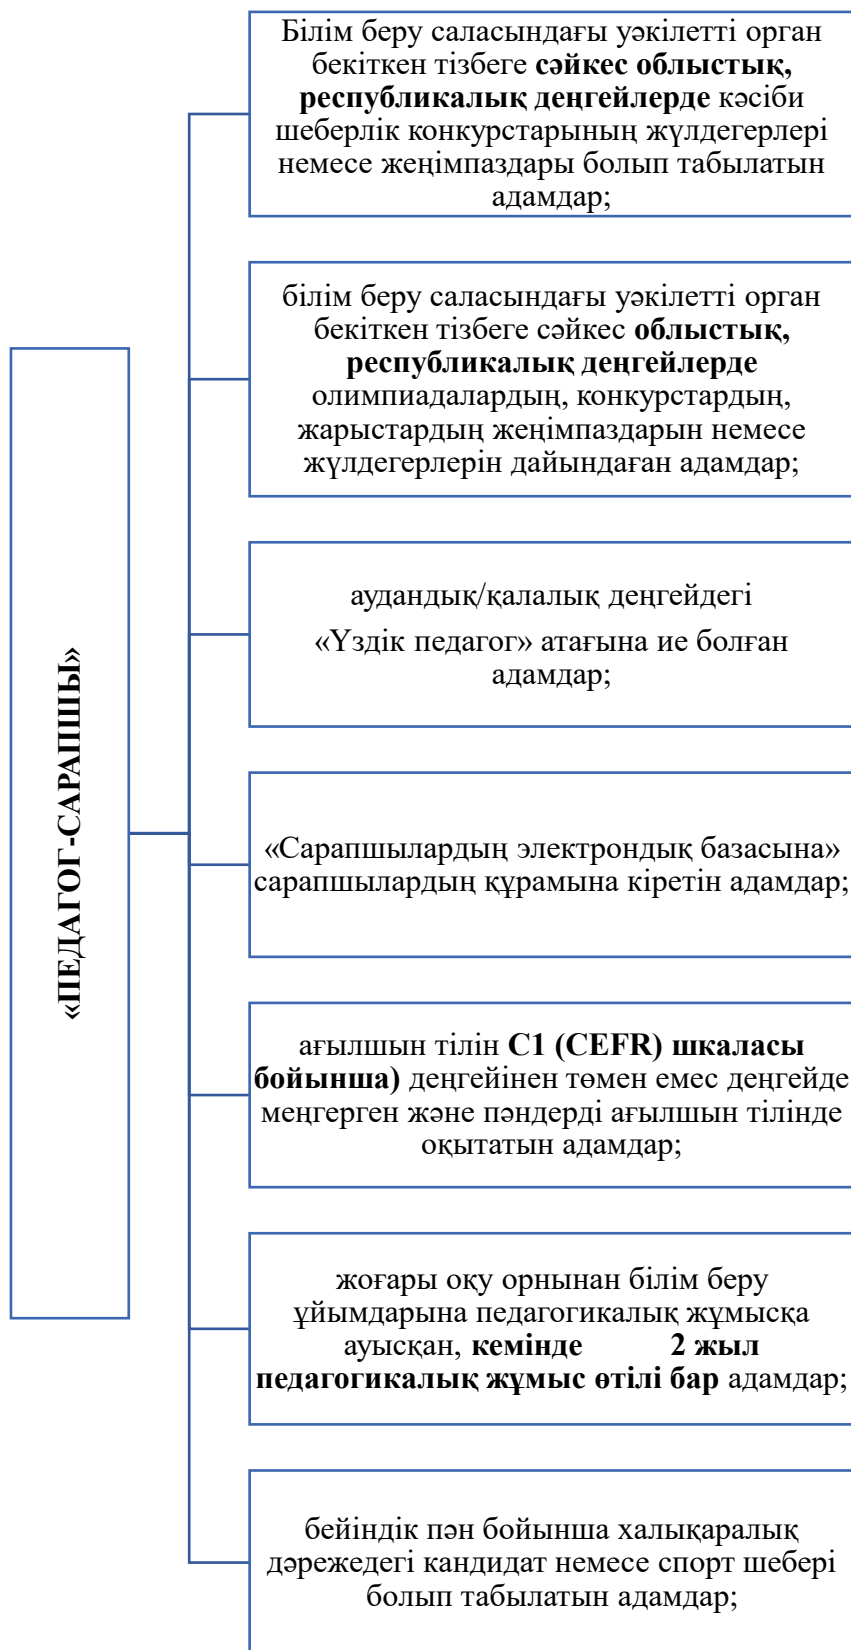 Білім беру саласындағы уәкілетті орган
бекіткен тізбеге сәйкес облыстық,
республикалық деңгейлерде кәсіби
шеберлік конкурстарының жүлдегерлері
немесе жеңімпаздары болып табылатын
адамдар;
білім беру саласындағы уәкілетті орган
бекіткен тізбеге сәйкес облыстық,
республикалық деңгейлерде
олимпиадалардың, конкурстардың,
жарыстардың жеңімпаздарын немесе
жүлдегерлерін дайындаған адамдар;
«ПЕДАГОГ-САРАПШЫ»
аудандық/қалалық деңгейдегі
«Үздік педагог» атағына ие болған
адамдар;
«Сарапшылардың электрондық базасына»
сарапшылардың құрамына кіретін адамдар;
ағылшын тілін С1 (CEFR) шкаласы
бойынша) деңгейінен төмен емес деңгейде
меңгерген және пәндерді ағылшын тілінде
оқытатын адамдар;
жоғары оқу орнынан білім беру
ұйымдарына педагогикалық жұмысқа
ауысқан, кемінде 2 жыл
педагогикалық жұмыс өтілі бар адамдар;
бейіндік пән бойынша халықаралық
дәрежедегі кандидат немесе спорт шебері
болып табылатын адамдар;